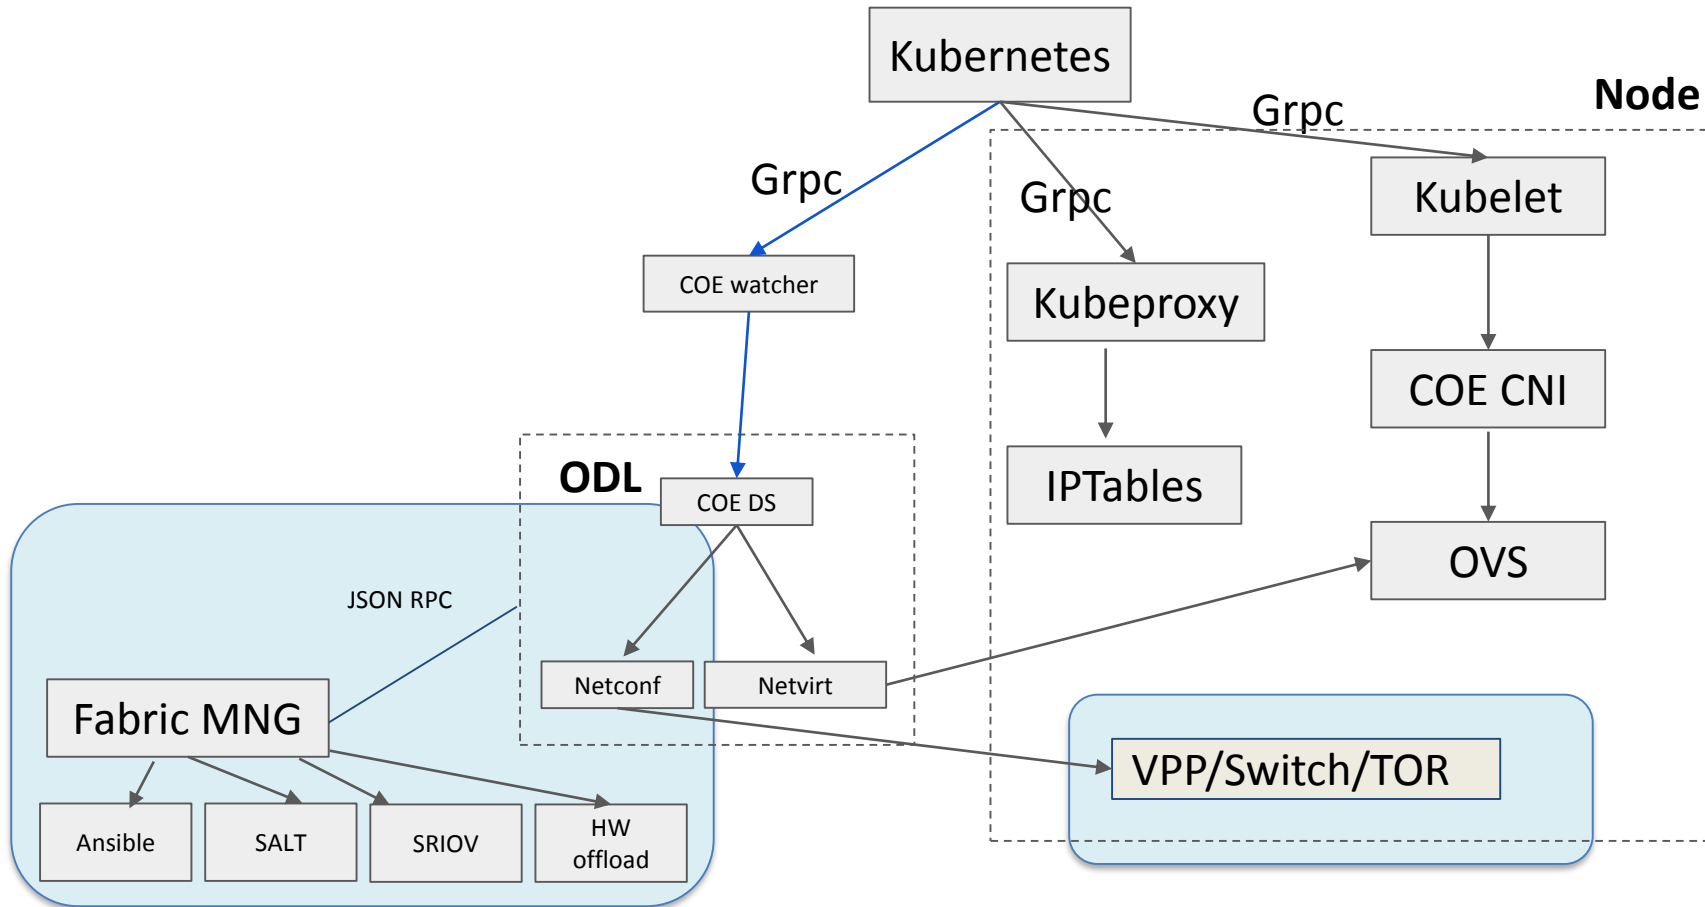 Kubernetes
Node
Grpc
Grpc
Grpc
Kubelet
COE watcher
Kubeproxy
COE CNI
ODL
IPTables
COE DS
OVS
JSON RPC
Netconf
Netvirt
Fabric MNG
VPP/Switch/TOR
Ansible
SALT
SRIOV
HW
offload